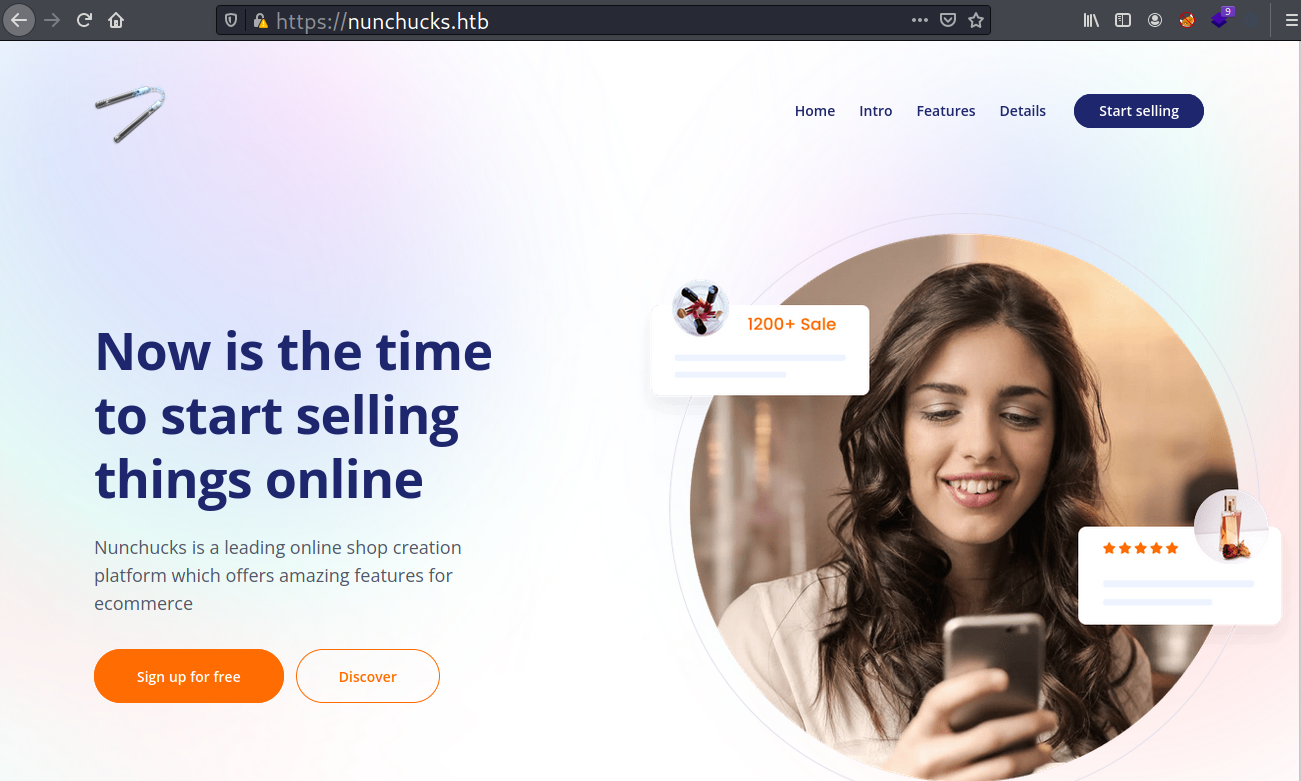 https://nunchucks.htb
9
Home Intro Features Details Start selling
1200+ Sale
Now is the time
to start selling
things online
Nunchucks is a leading online shop creation
platform which offers amazing features for
ecommerce
Sign up for free Discover